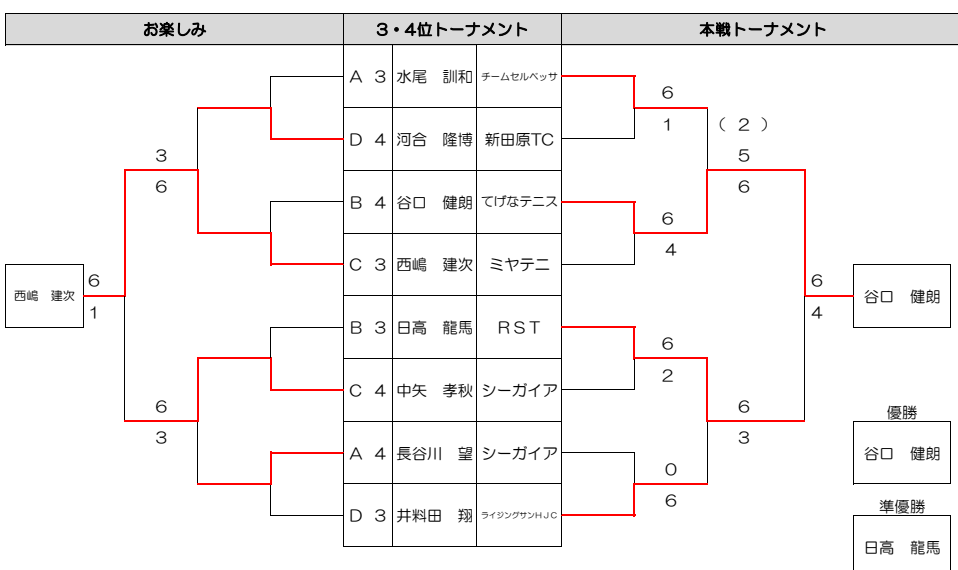 お楽しみ ３・４位トーナメント 本戦トーナメント
Ａ ３ 水尾　訓和 チームセルベッサ
６
１
（ ２ ）
Ｄ ４ 河合　隆博 新田原TC
３
６
５
６
Ｂ ４ 谷口　健朗 てげなテニス
６
４
Ｃ ３ 西嶋　建次 ミヤテニ
西嶋　建次
６
１
６
４
谷口　健朗
Ｂ ３ 日高　龍馬 ＲＳＴ
６
２
Ｃ ４ 中矢　孝秋 シーガイア
６
３
６
３
優勝
谷口　健朗
Ａ ４ 長谷川　望 シーガイア
０
６
Ｄ ３ 井料田　翔 ライジングサンＨＪＣ
準優勝
日高　龍馬